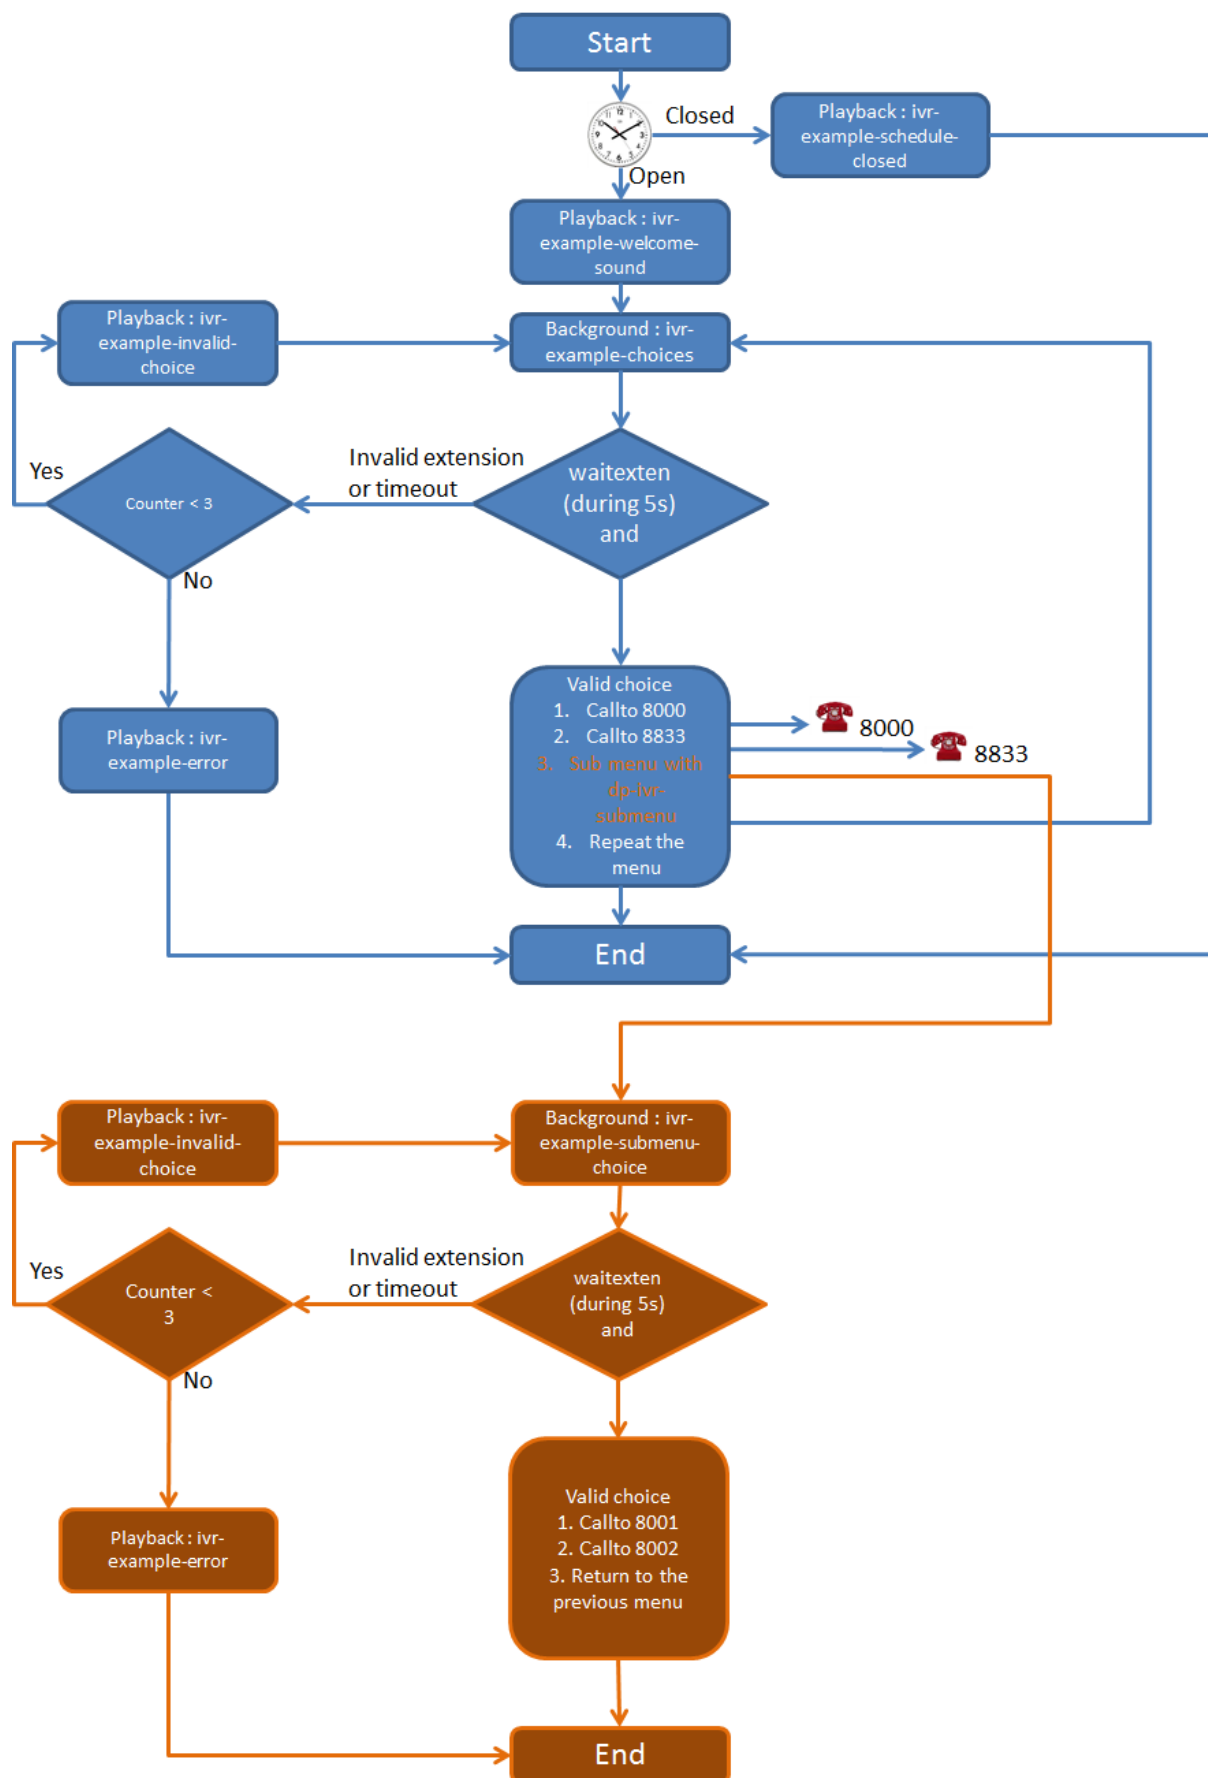 Start
Closed
Playback : ivr-
example-schedule-
closed
Open
Playback : ivr-
example-welcome-
sound
Playback : ivr-
example-invalid-
choice
Background : ivr-
example-choices
Yes
Counter < 3
Invalid extension
or timeout
waitexten
(during 5s)
and
No
Playback : ivr-
example-error
Valid choice
1. Callto 8000
2. Callto 8833
3. Sub menu with
dp-ivr-
submenu
4. Repeat the
menu
8000
8833
End
Playback : ivr-
example-invalid-
choice
Background : ivr-
example-submenu-
choice
Yes
Counter <
3
Invalid extension
or timeout
waitexten
(during 5s)
and
No
Playback : ivr-
example-error
Valid choice
1. Callto 8001
2. Callto 8002
3. Return to the
previous menu
End